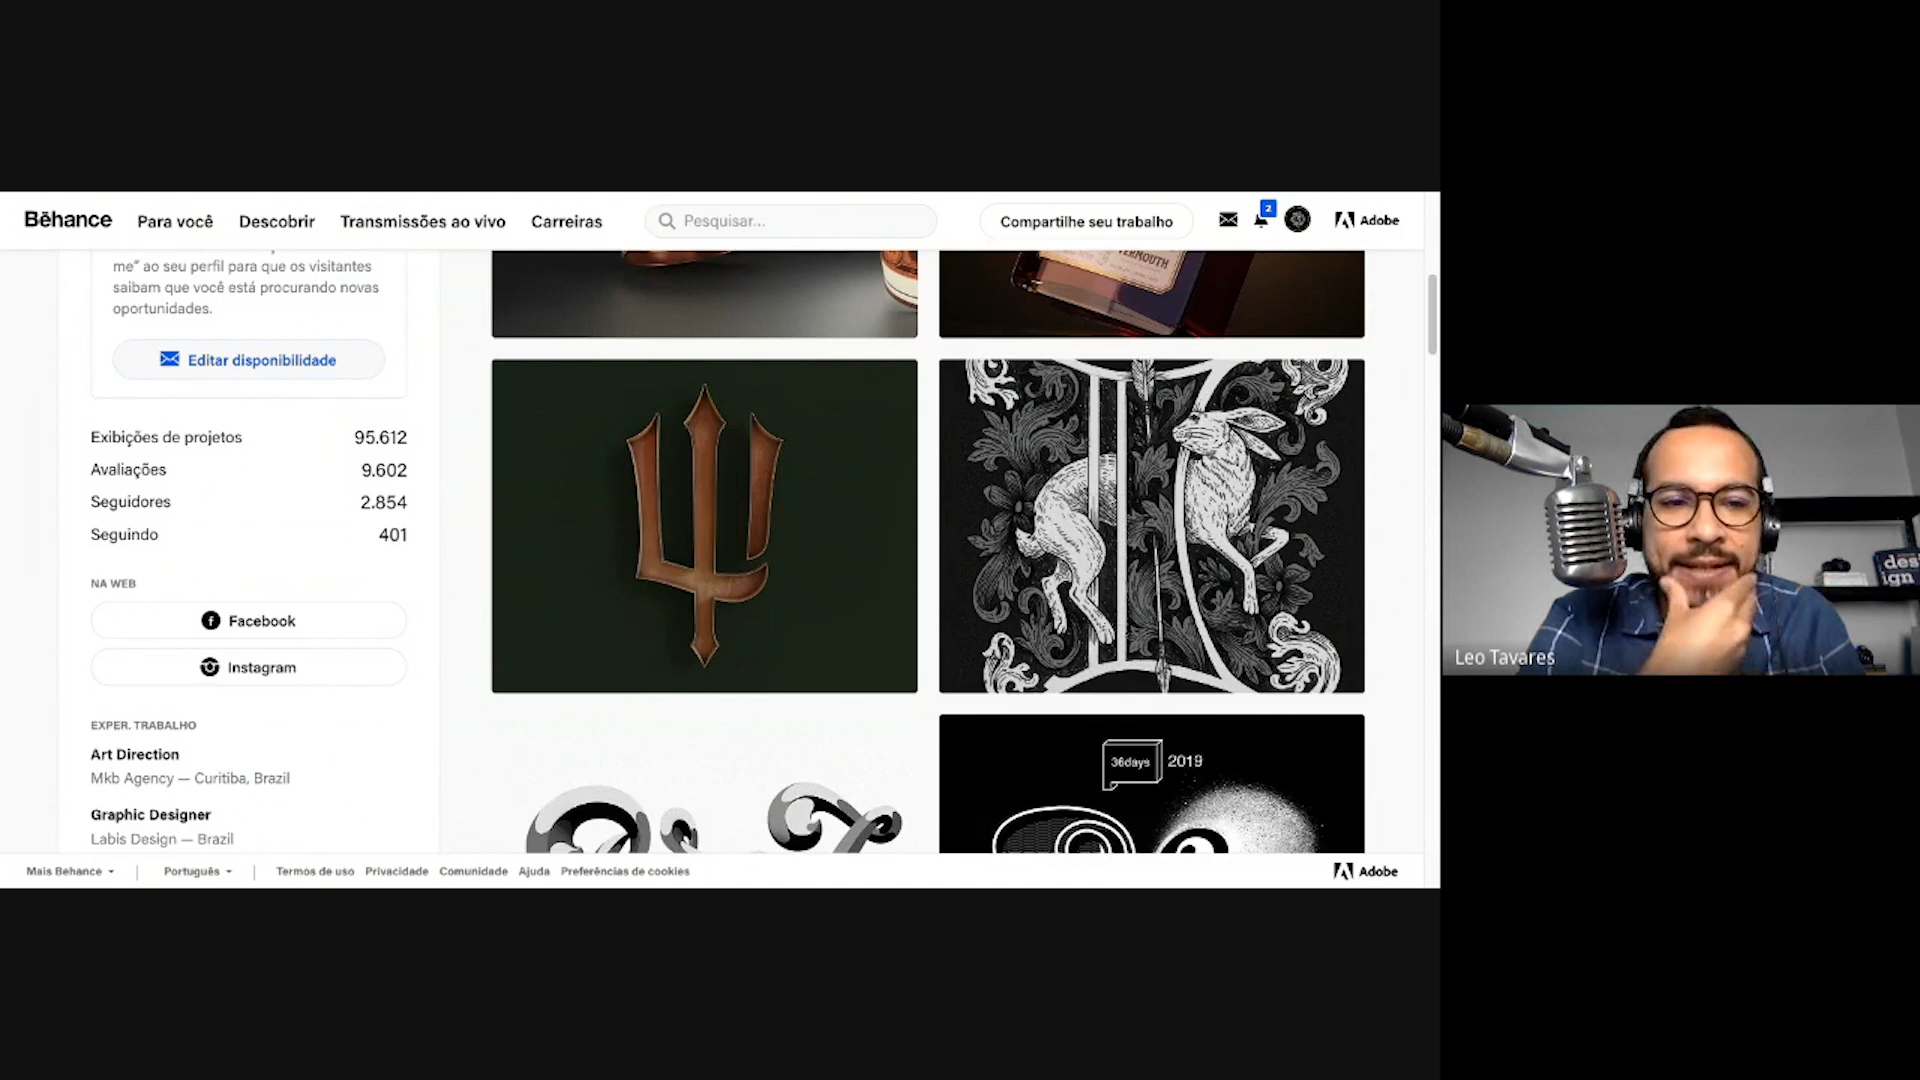 Bēhance
Para você
Descobrir
Transmissões ao vivo
Carreiras
Pesquisar...
Compartilhe seu trabalho
2
Adobe
me” ao seu perfil para que os visitantes
saibam que você está procurando novas
oportunidades.
Editar disponibilidade
Exibições de projetos 95.612
Avaliações 9.602
Seguidores 2.854
Seguindo 401
NA WEB
Facebook
Instagram
EXPER. TRABALHO
Art Direction
Mkb Agency — Curitiba, Brazil
Graphic Designer
Labis Design — Brazil
VERMOUTH
36days 2019
Mais Behance
Português
Termos de uso
Privacidade
Comunidade
Ajuda
Preferências de cookies
Adobe
des
ign
Leo Tavares